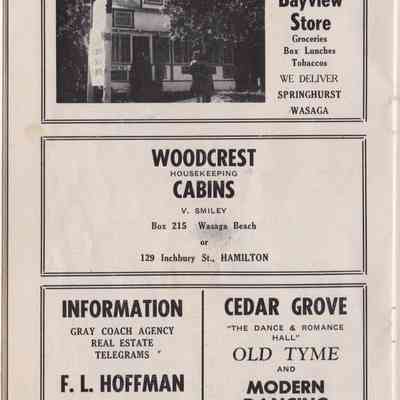 Bayview
Store
Groceries
Box Lunches
Tobaccos
WE DELIVER
SPRINGHURST
WASAGA
WOODCREST
HOUSEKEEPING
CABINS
V. SMILEY
Box 215 Wasaga Beach
or
129 Inchbury St., HAMILTON
INFORMATION
GRAY COACH AGENCY
REAL ESTATE
TELEGRAMS "
F. L. HOFFMAN
CEDAR GROVE
"THE DANCE & ROMANCE
HALL"
OLD TYME
AND
MODERN
DANCING